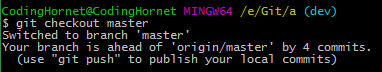 CodingHornet@CodingHornet MINGW64 /e/Git/a (dev)
$ git checkout master
Switched to branch 'master'
Your branch is ahead of 'origin/master' by 4 commits.
  (use "git push" to publish your local commits)